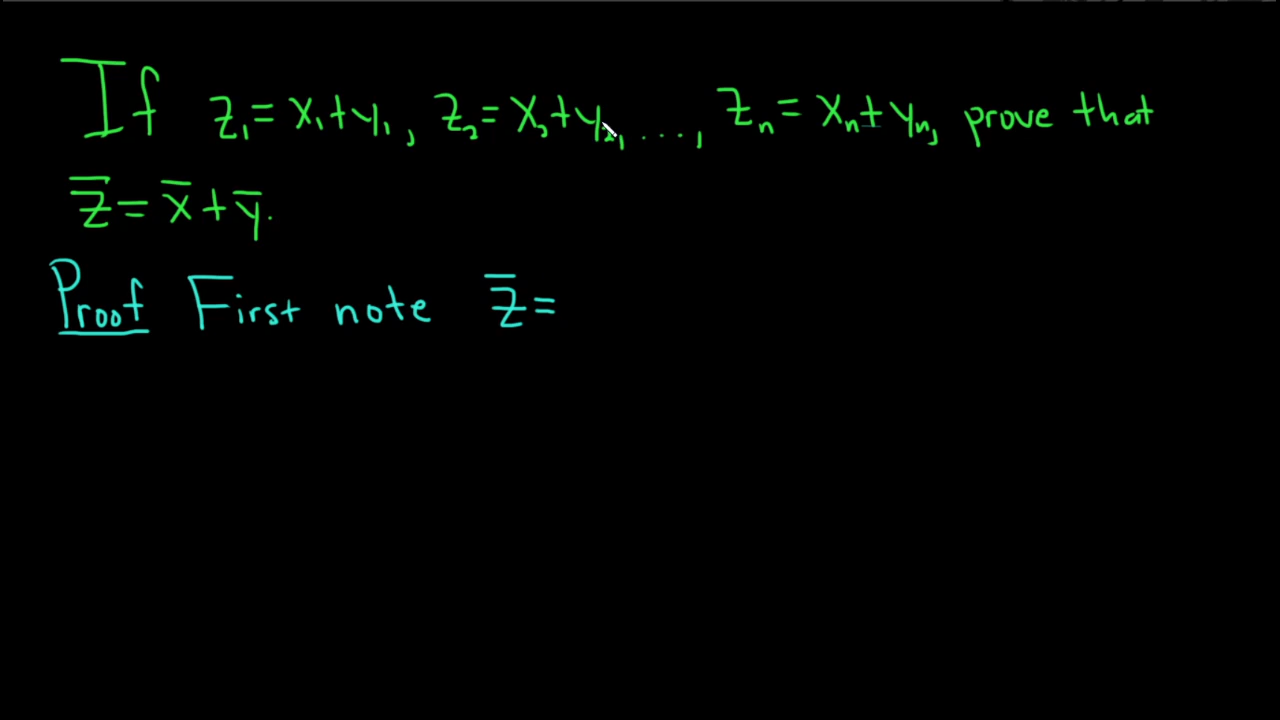 If z₁ = x₁ + y₁, z₂ = x₂ + y₂, ..., zₙ = xₙ + yₙ, prove that
z̅ = x̅ + y̅.
Proof First note z̅ =